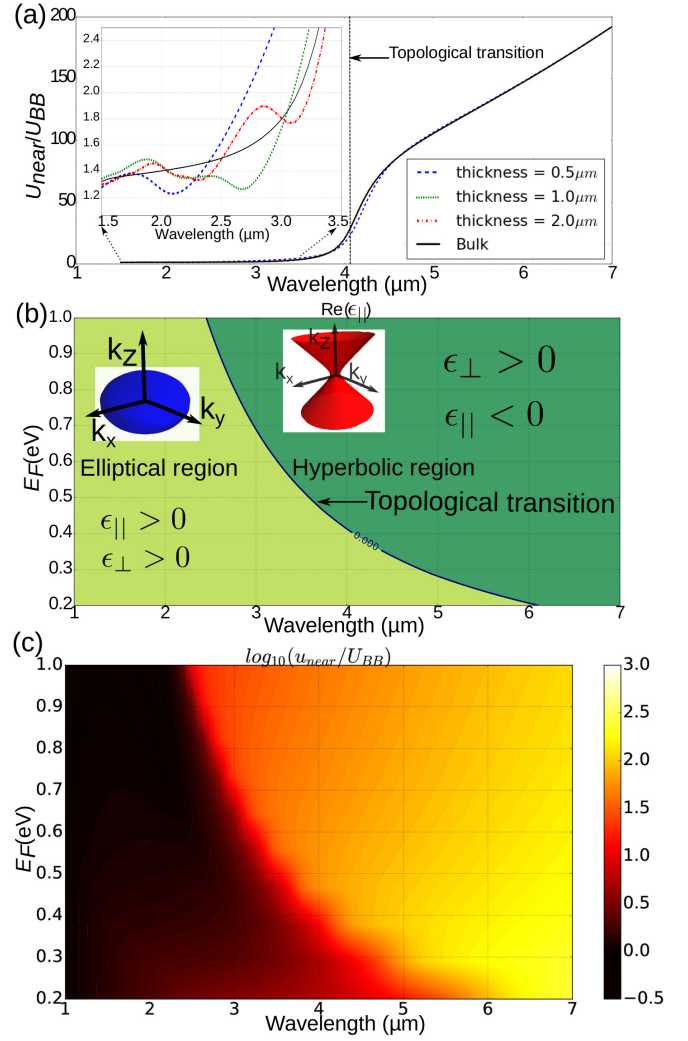 (a)
200
150
100
50
0
U_near/U_BB
2.4
2.2
2.0
1.8
1.6
1.4
1.2
1.5 2.0 2.5 3.0 3.5
Wavelength (µm)
Topological transition
thickness = 0.5µm
thickness = 1.0µm
thickness = 2.0µm
Bulk
1 2 3 4 5 6 7
Wavelength (µm)
(b)
Re(ϵ||)
1.0
0.9
0.8
0.7
0.6
0.5
0.4
0.3
0.2
E_F(eV)
k_z
k_x
k_y
k_z
k_x
k_y
ϵ⊥ > 0
ϵ|| < 0
Elliptical region
Hyperbolic region
Topological transition
ϵ|| > 0
ϵ⊥ > 0
0.000
1 2 3 4 5 6 7
Wavelength (µm)
(c)
log10(u_near/U_BB)
1.0
0.9
0.8
0.7
0.6
0.5
0.4
0.3
0.2
E_F(eV)
3.0
2.5
2.0
1.5
1.0
0.5
0.0
−0.5
1 2 3 4 5 6 7
Wavelength (µm)